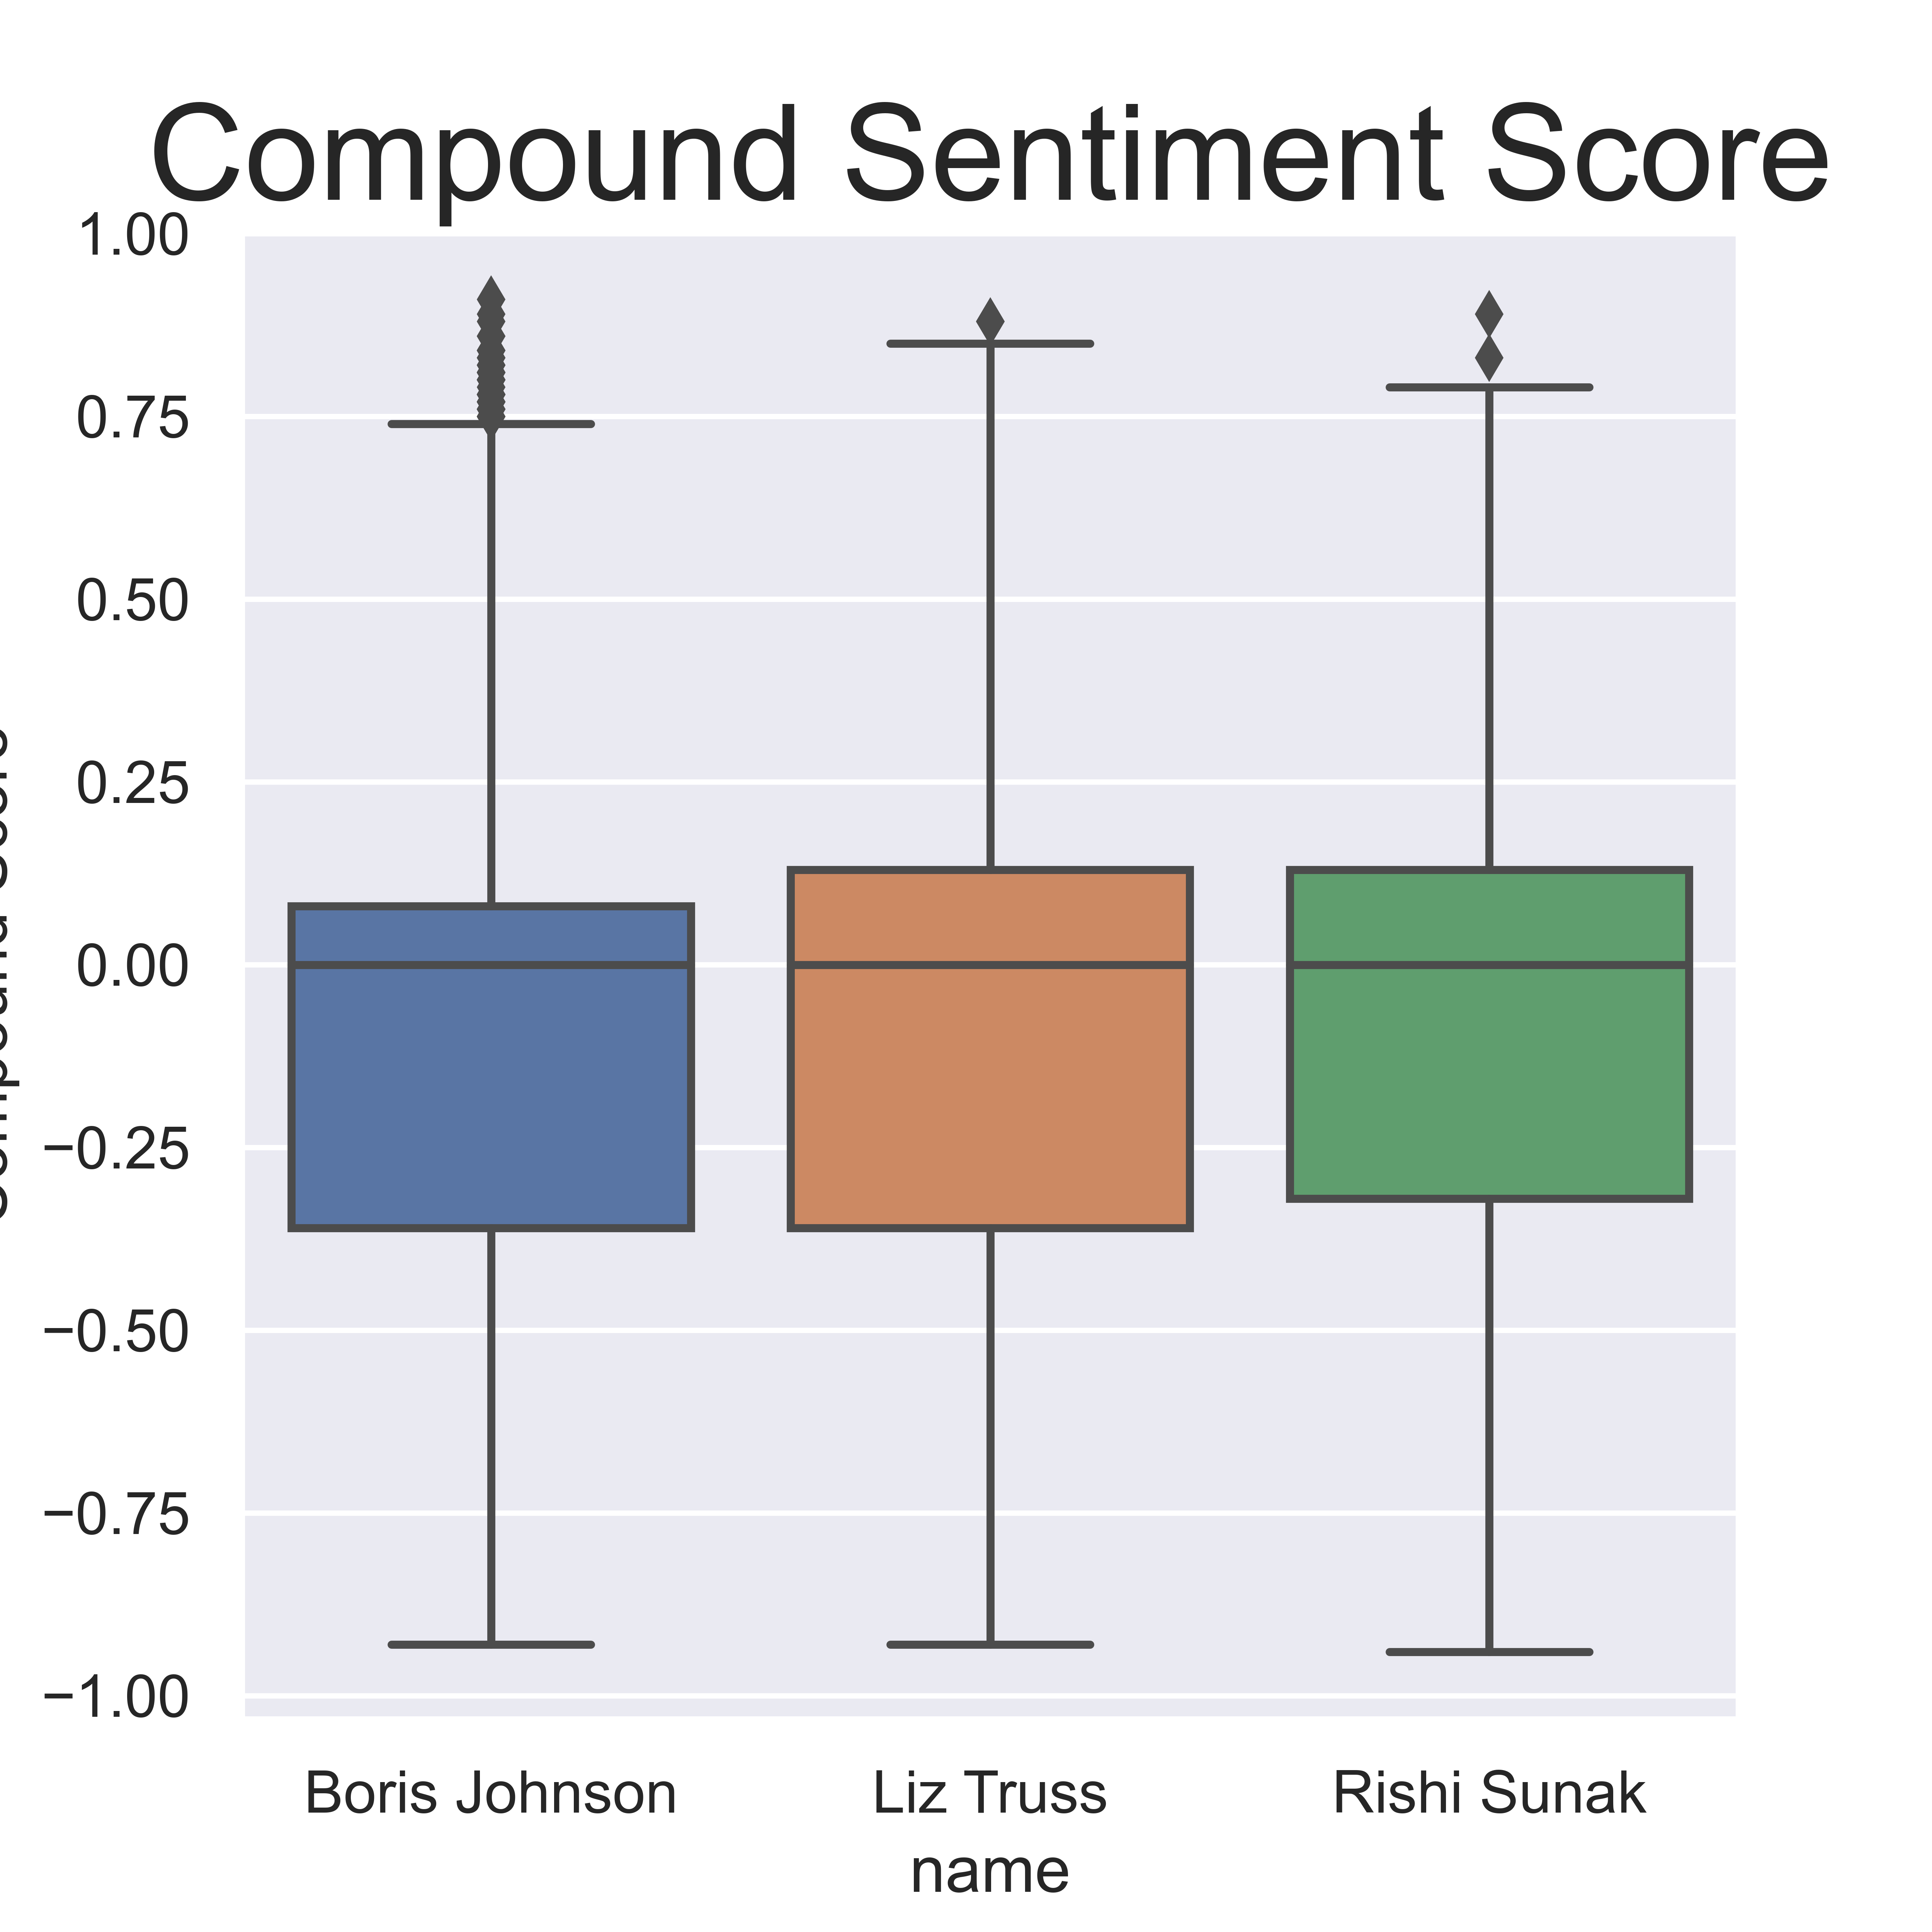 Compound Sentiment Score
1.00
0.75
0.50
0.25
0.00
−0.25
−0.50
−0.75
−1.00
Boris Johnson
Liz Truss
Rishi Sunak
name